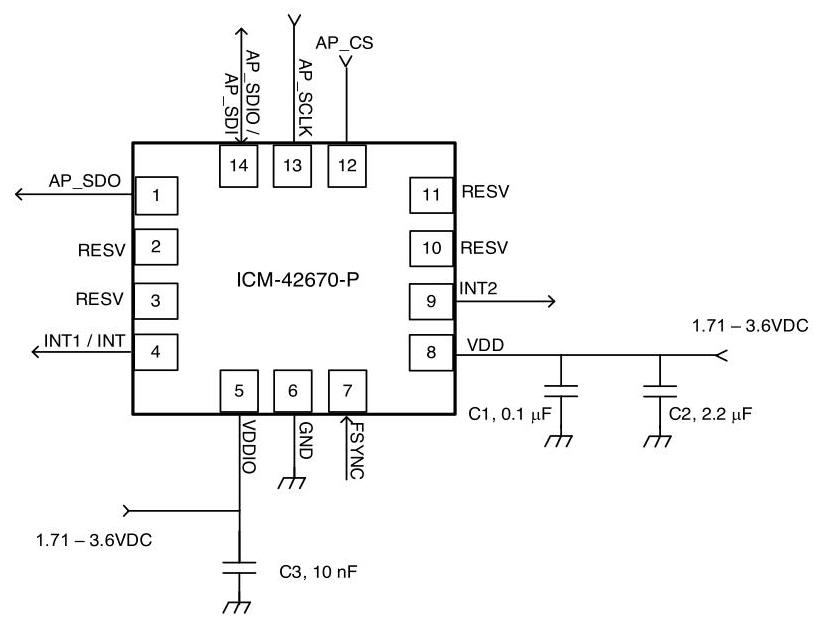 AP_CS
AP_SDIO /
AP_SDI
AP_SCLK
14
13
12
AP_SDO
1
11
RESV
RESV
2
10
RESV
ICM-42670-P
RESV
3
9
INT2
INT1 / INT
4
8
VDD
1.71 – 3.6VDC
5
6
7
VDDIO
GND
FSYNC
C1, 0.1 μF
C2, 2.2 μF
1.71 – 3.6VDC
C3, 10 nF